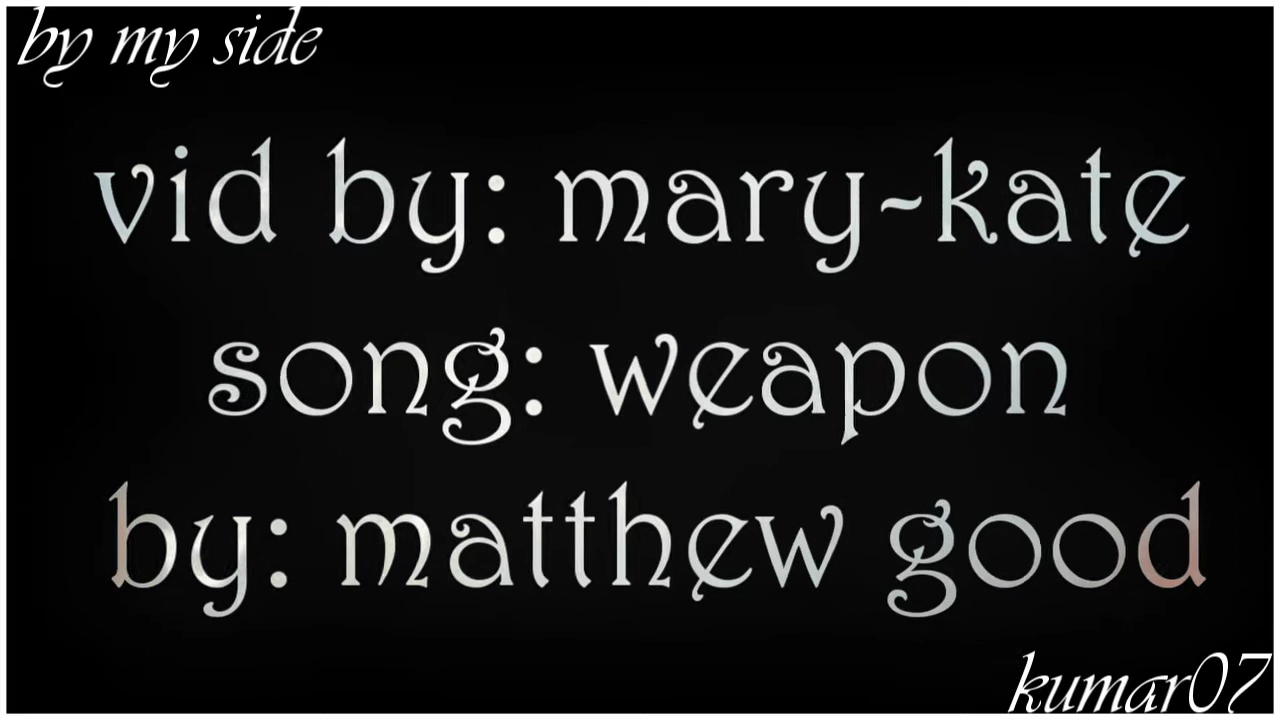 by my side
vid by: mary-kate
song: weapon
by: matthew good
kumar07